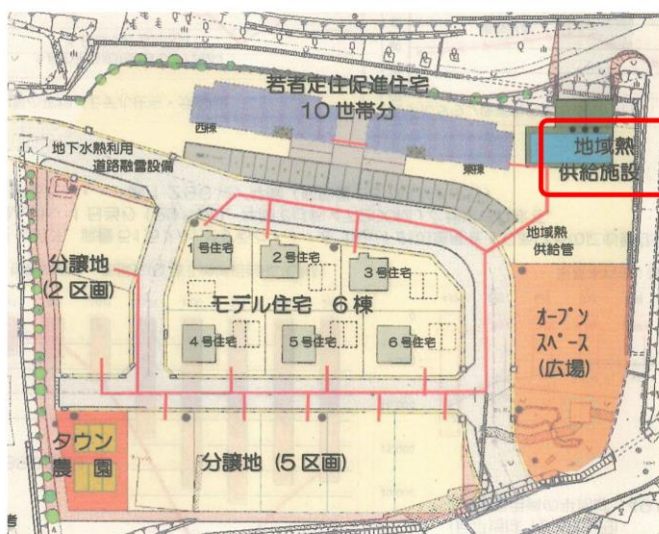 若者定住促進住宅
10世帯分
西棟
東棟
地域熱
供給施設
地下水熱利用
道路融雪設備
地域熱
供給管
1号住宅
2号住宅
3号住宅
分譲地
(2区画)
モデル住宅 6棟
4号住宅
5号住宅
6号住宅
オープン
スペース
(広場)
タウン
農園
分譲地(5区画)